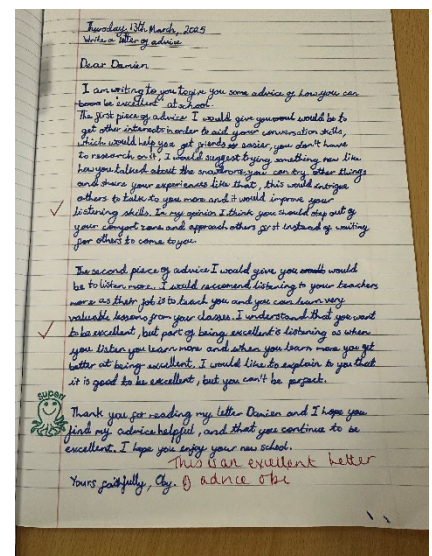 Thursday 13th March, 2025
Write a letter of advice
Dear Damien
I am writing to you to give you some advice of how you can
be excellent at school.
The first piece of advice I would give you would be to
get other interests in order to aid your conversation skills,
which would help you get friends easier, you don't have
to research on it, I would suggest trying something new like
how you talked about the you can try other things
and share your experiences like that, this would intrigue
others to talk to you more and it would improve your
listening skills. In my opinion I think you should step out of
your comfort zone and approach others first instead of waiting
for others to come to you.
The second piece of advice I would give you would
be to listen more. I would recommend listening to your teachers
more as their job is to teach you and you can learn very
valuable lessons from your classes. I understand that you want
to be excellent, but part of being excellent is listening as when
you listen you learn more and when you learn more you get
better at being excellent. I would like to explain to you that
it is good to be excellent, but you can't be perfect.
super!
Thank you for reading my letter Damien and I hope you
find my advice helpful, and that you continue to be
excellent. I hope you enjoy your new school.
This is an excellent letter
Yours faithfully,
advice